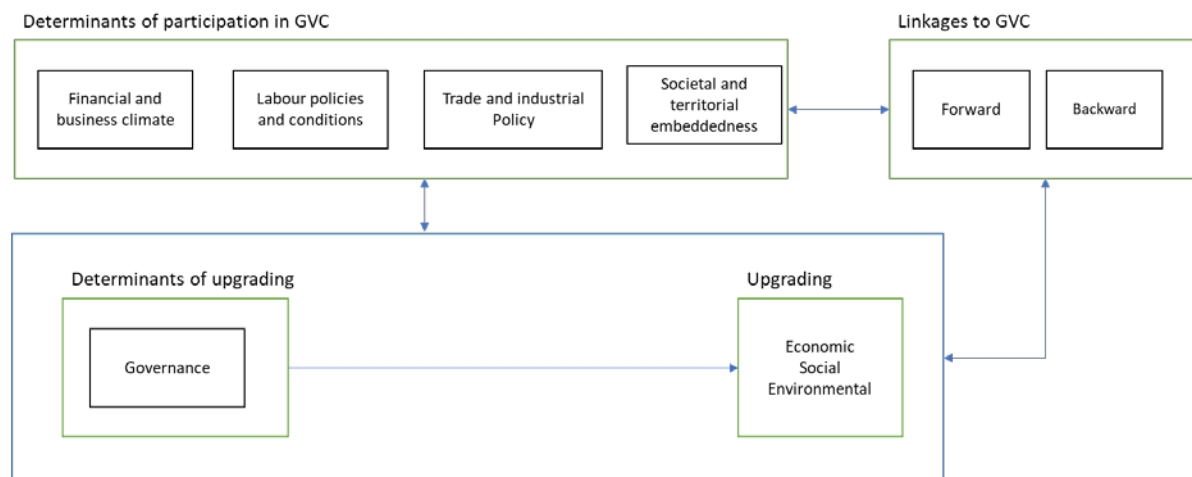 Determinants of participation in GVC
Linkages to GVC
Financial and
business climate
Labour policies
and conditions
Trade and industrial
Policy
Societal and
territorial
embeddedness
Forward
Backward
Determinants of upgrading
Upgrading
Governance
Economic
Social
Environmental